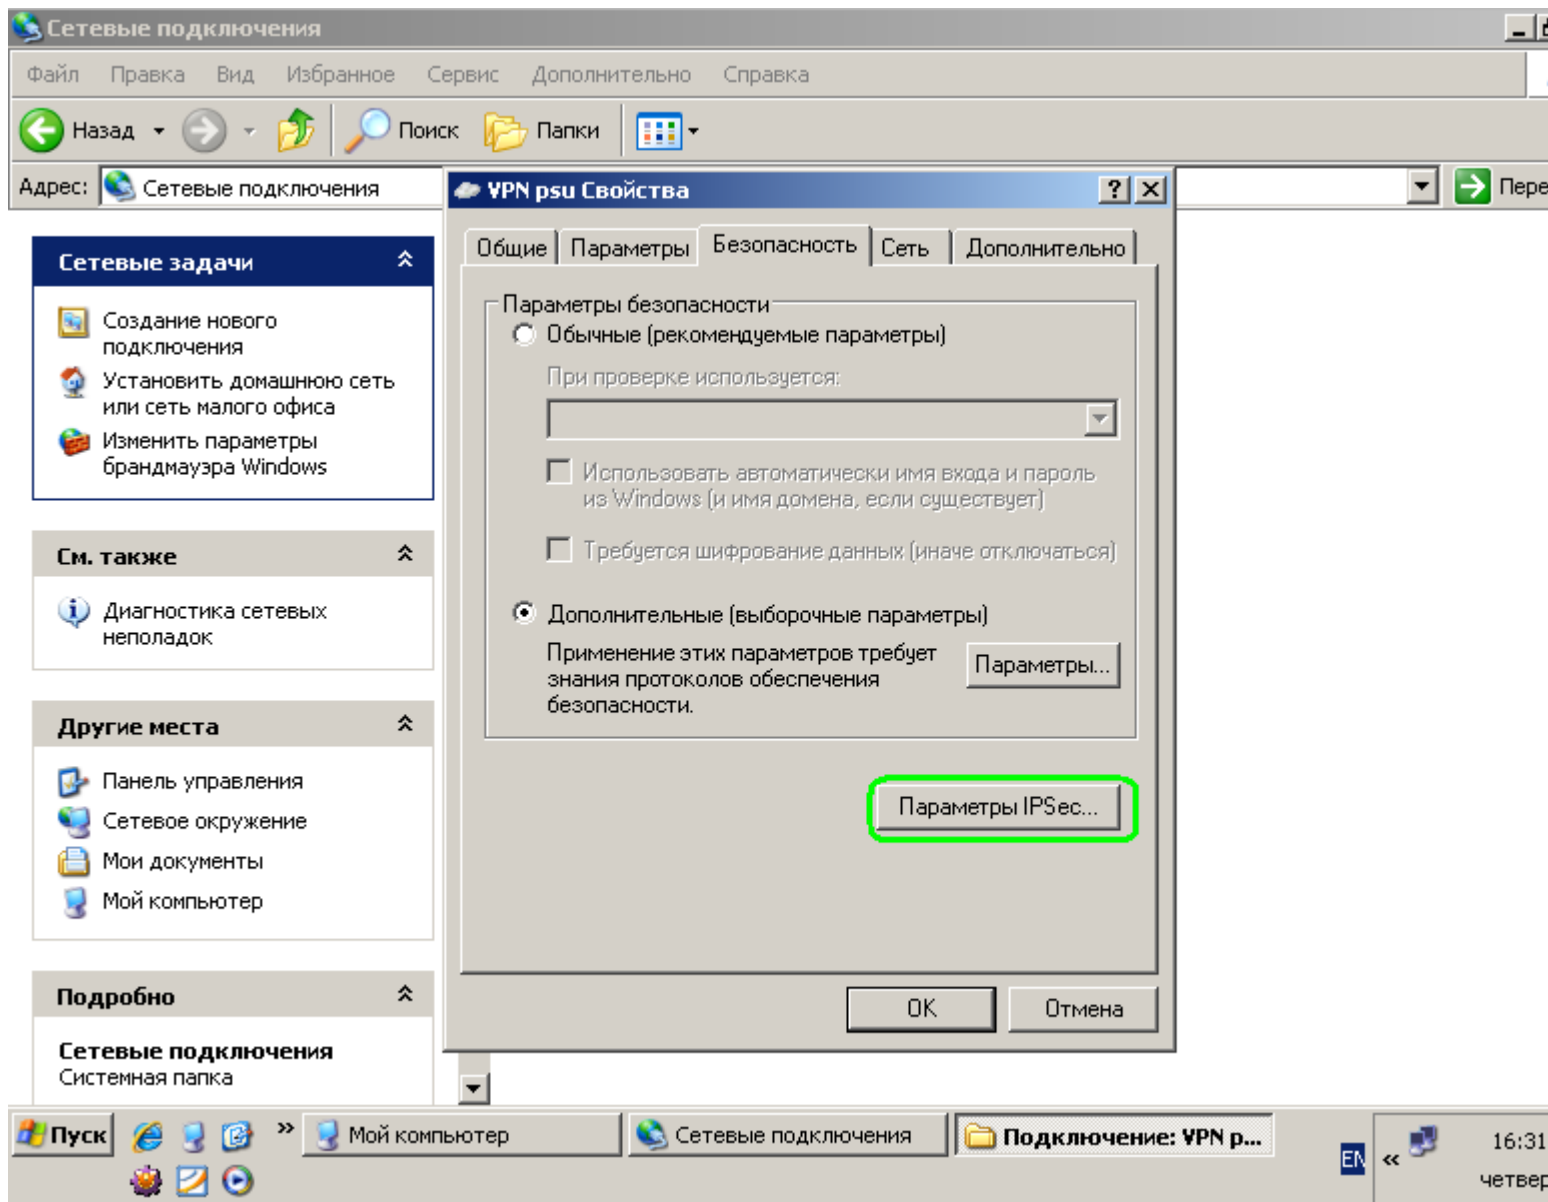 Сетевые подключения
Файл Правка Вид Избранное Сервис Дополнительно Справка
Назад Поиск Папки
Адрес: Сетевые подключения
VPN psu Свойства
Общие Параметры Безопасность Сеть Дополнительно
Параметры безопасности
Обычные (рекомендуемые параметры)
При проверке используется:
Использовать автоматически имя входа и пароль
из Windows (и имя домена, если существует)
Требуется шифрование данных (иначе отключаться)
Дополнительные (выборочные параметры)
Применение этих параметров требует
знания протоколов обеспечения
безопасности.
Параметры...
Параметры IPSec...
OK Отмена
Сетевые задачи
Создание нового
подключения
Установить домашнюю сеть
или сеть малого офиса
Изменить параметры
брандмауэра Windows
См. также
Диагностика сетевых
неполадок
Другие места
Панель управления
Сетевое окружение
Мои документы
Мой компьютер
Подробно
Сетевые подключения
Системная папка
Пуск » Мой компьютер Сетевые подключения Подключение: VPN p... EN « 16:31